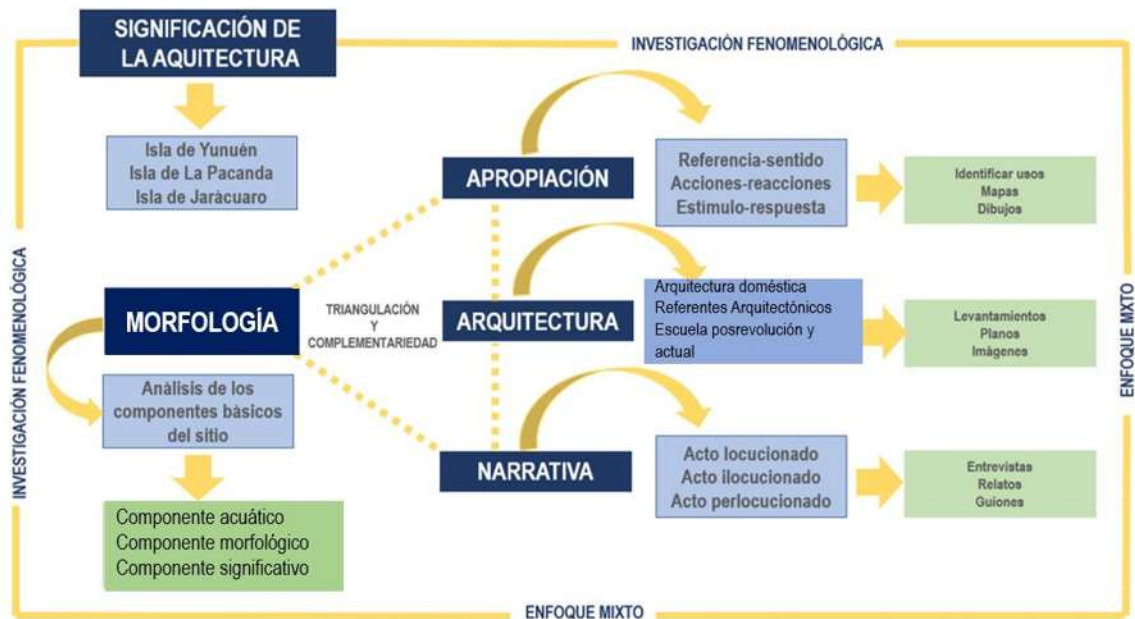 SIGNIFICACIÓN DE
LA AQUITECTURA
INVESTIGACIÓN FENOMENOLÓGICA
Isla de Yunuén
Isla de La Pacanda
Isla de Jarácuaro
APROPIACIÓN
Referencia-sentido
Acciones-reacciones
Estímulo-respuesta
Identificar usos
Mapas
Dibujos
INVESTIGACIÓN FENOMENOLÓGICA
MORFOLOGÍA
TRIANGULACIÓN
Y
COMPLEMENTARIEDAD
ARQUITECTURA
Arquitectura doméstica
Referentes Arquitectónicos
Escuela posrevolución y
actual
Levantamientos
Planos
Imágenes
ENFOQUE MIXTO
Análisis de los
componentes básicos
del sitio
NARRATIVA
Acto locucionado
Acto ilocucionado
Acto perlocucionado
Entrevistas
Relatos
Guiones
Componente acuático
Componente morfológico
Componente significativo
ENFOQUE MIXTO